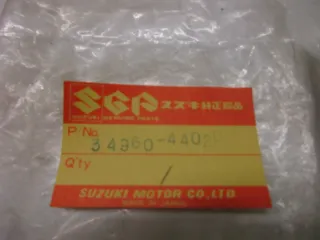 SGP スズキ純正部品
SUZUKI GENUINE PARTS
P/No.
34960-440
Q'ty
1
SUZUKI MOTOR CO.,LTD.
MADE IN JAPAN